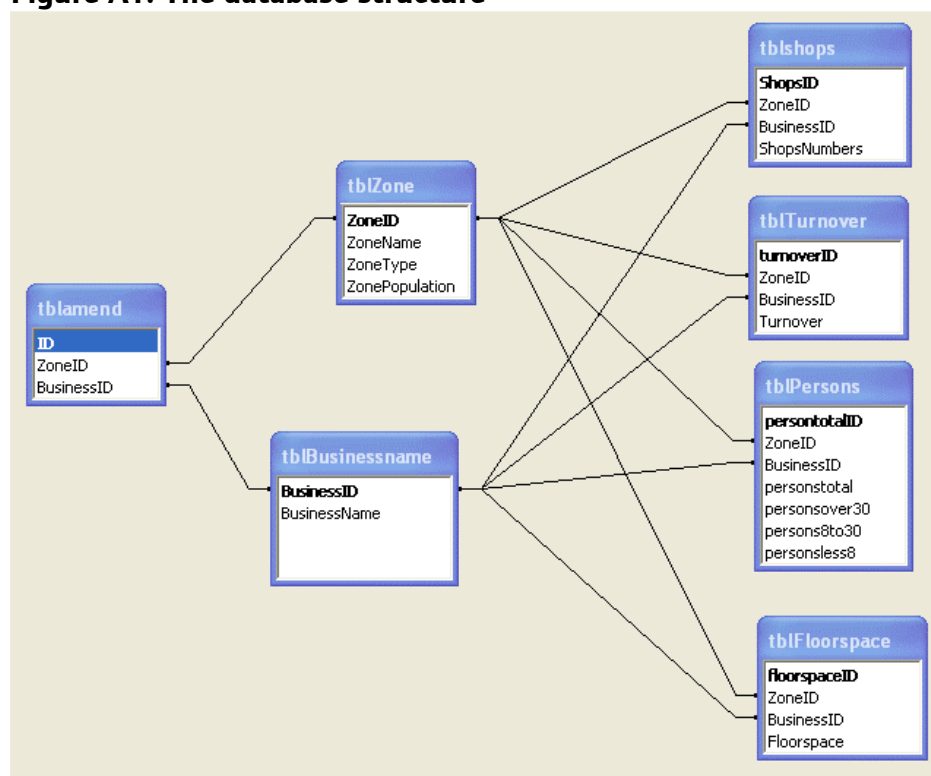 Figure A1: The database structure
tblamend
ID
ZoneID
BusinessID
tblZone
ZoneID
ZoneName
ZoneType
ZonePopulation
tblBusinessname
BusinessID
BusinessName
tblshops
ShopsID
ZoneID
BusinessID
ShopsNumbers
tblTurnover
turnoverID
ZoneID
BusinessID
Turnover
tblPersons
persontotalID
ZoneID
BusinessID
personstotal
personsover30
persons8to30
personsless8
tblFloorspace
floorspaceID
ZoneID
BusinessID
Floorspace